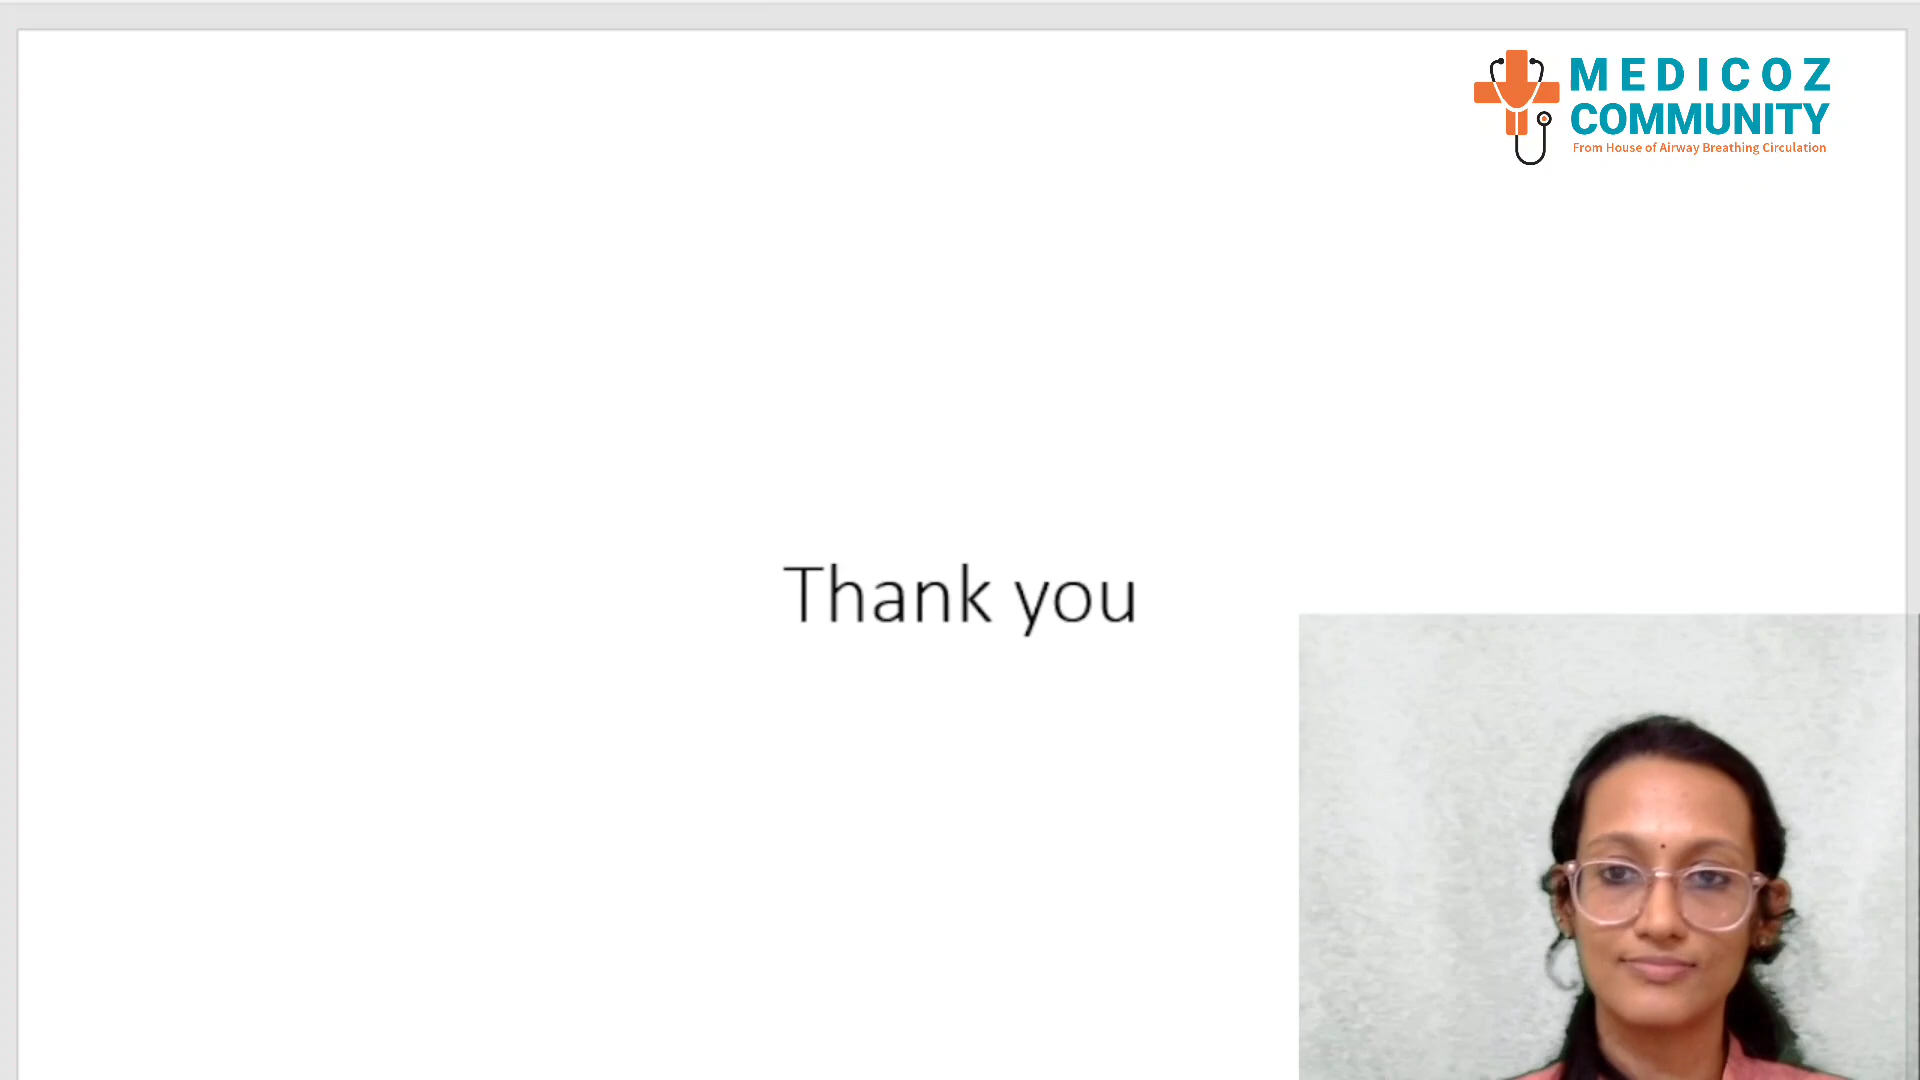 MEDICOZ
COMMUNITY
From House of Airway Breathing Circulation
Thank you